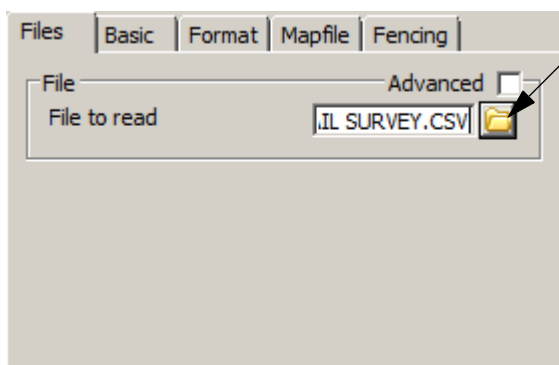 Files Basic Format Mapfile Fencing
File Advanced
File to read IL SURVEY.CSV